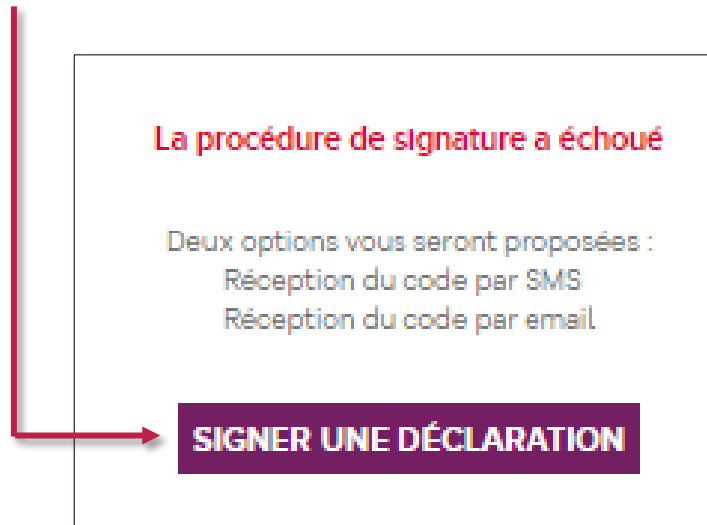 La procédure de signature a échoué
Deux options vous seront proposées :
Réception du code par SMS
Réception du code par email
SIGNER UNE DÉCLARATION